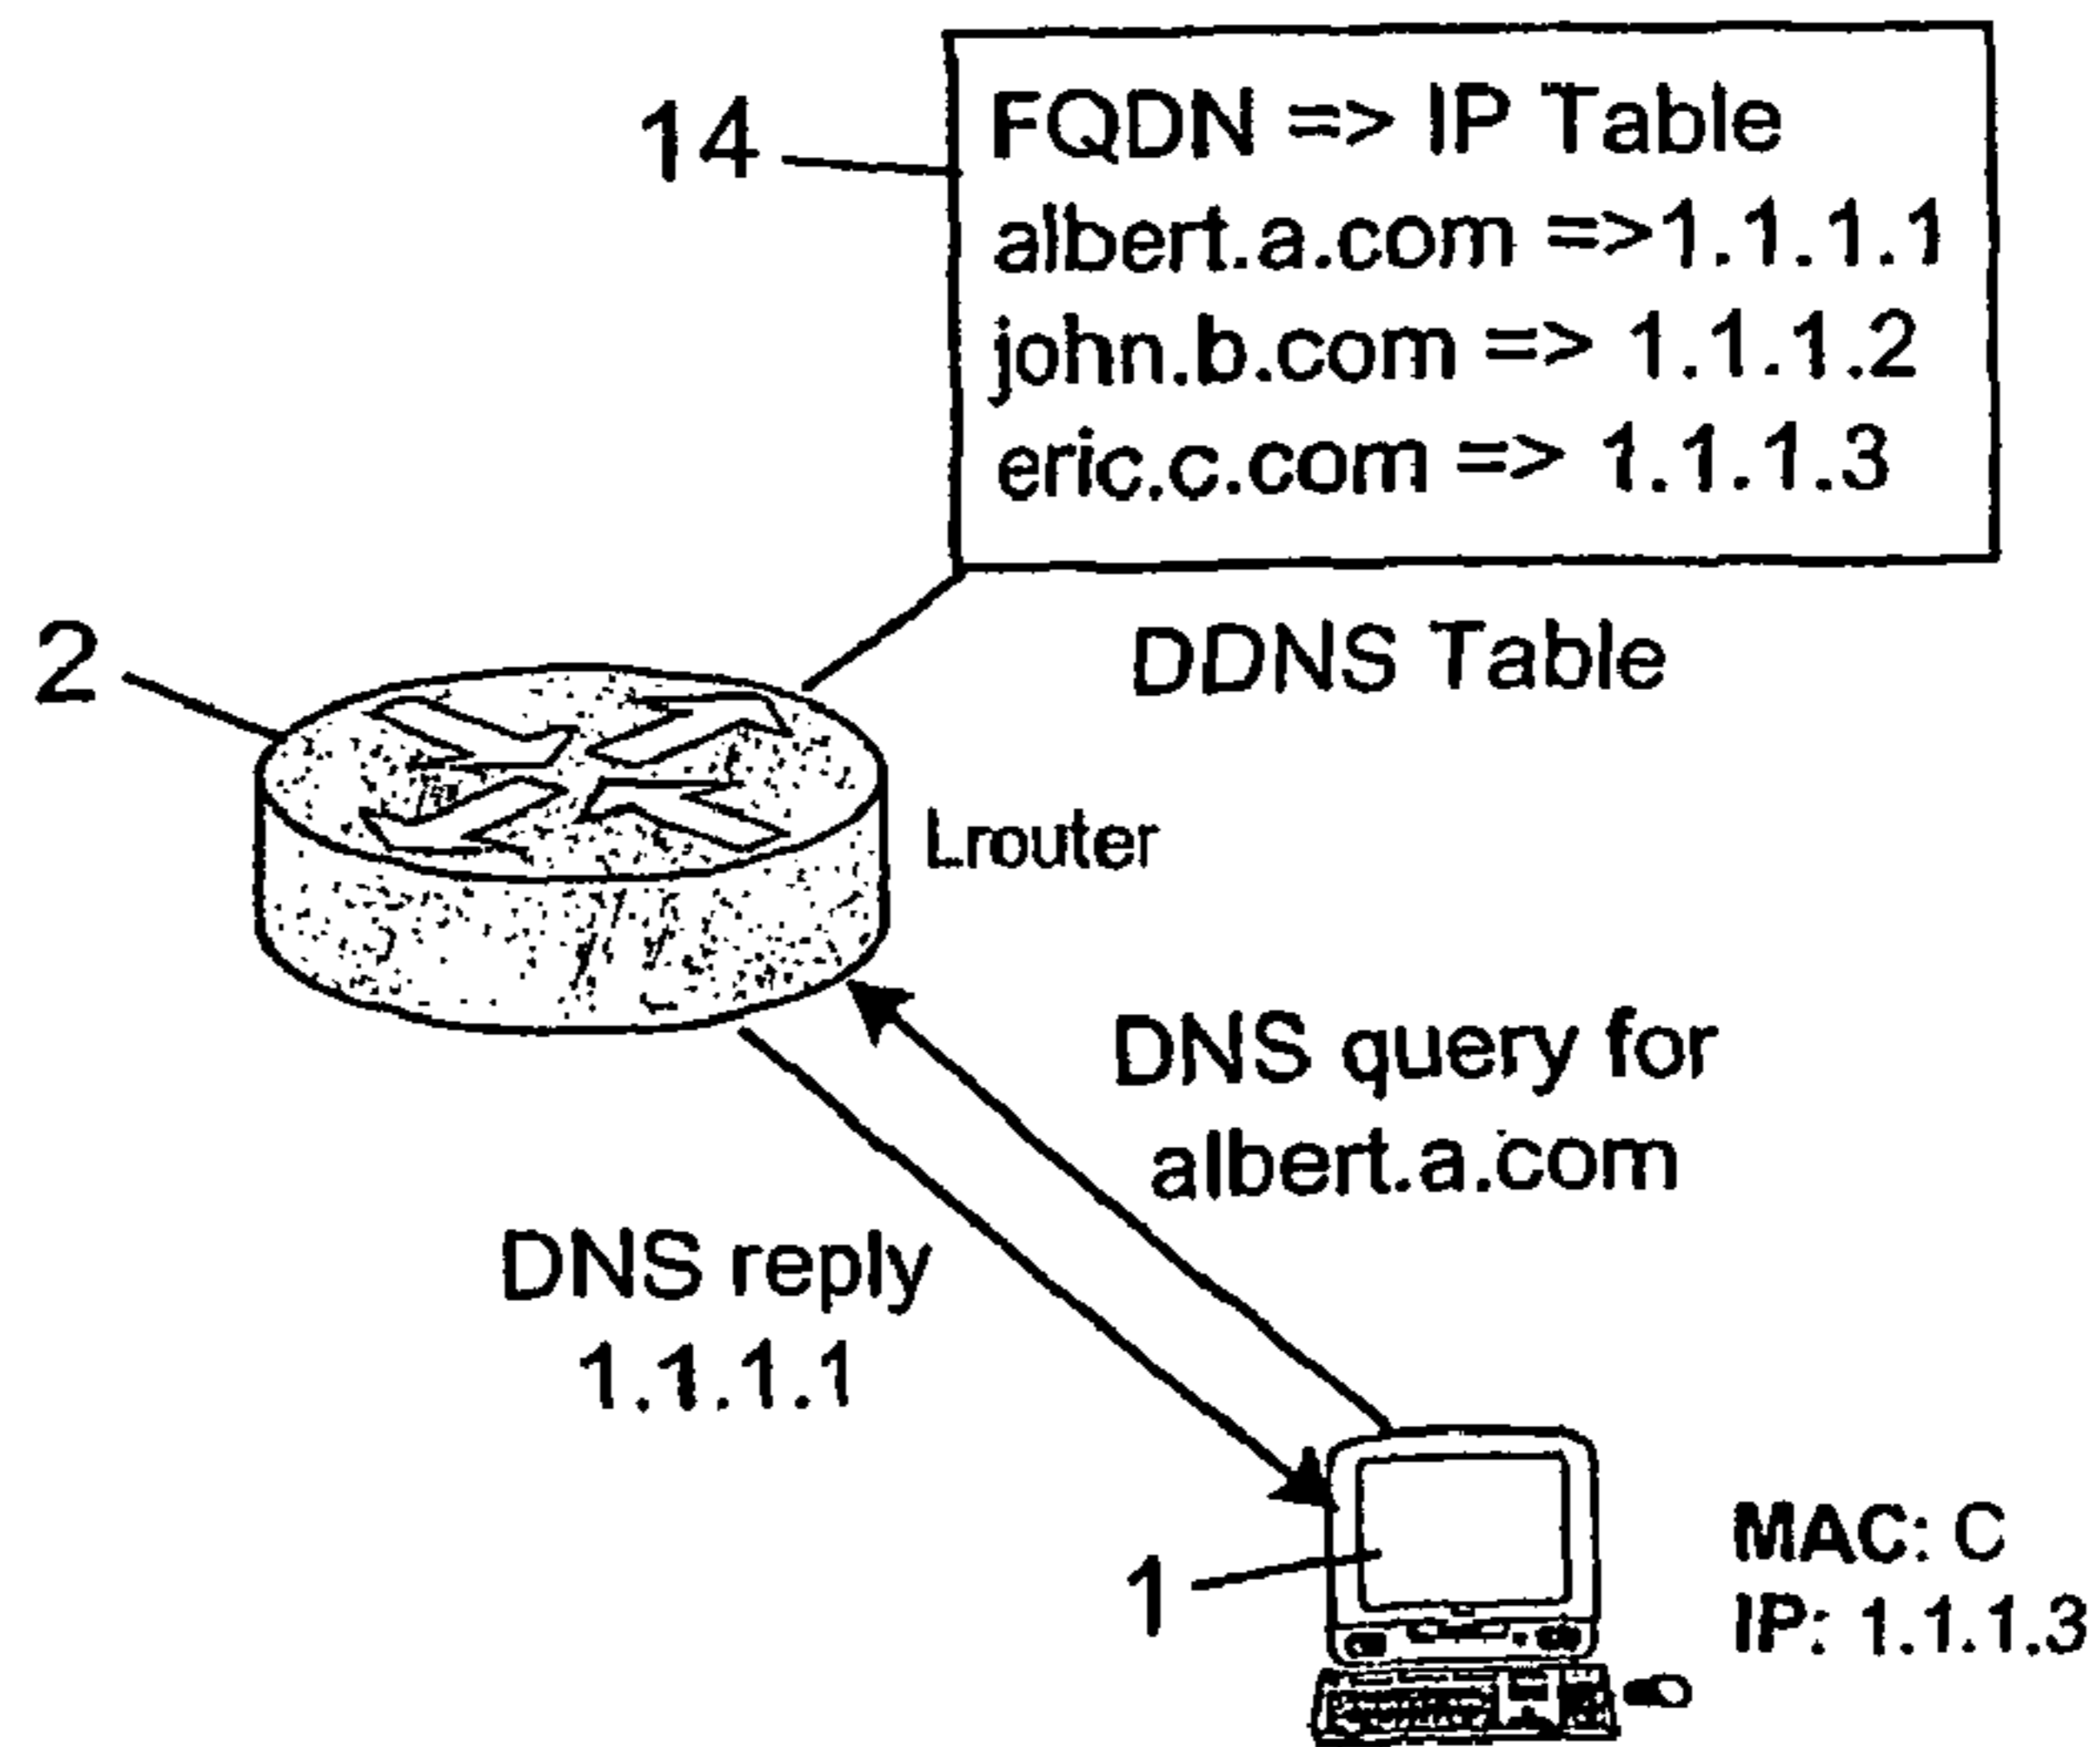 14
FQDN => IP Table
albert.a.com =>1.1.1.1
john.b.com => 1.1.1.2
eric.c.com => 1.1.1.3
DDNS Table
2
Lrouter
DNS query for
albert.a.com
DNS reply
1.1.1.1
1
MAC: C
IP: 1.1.1.3